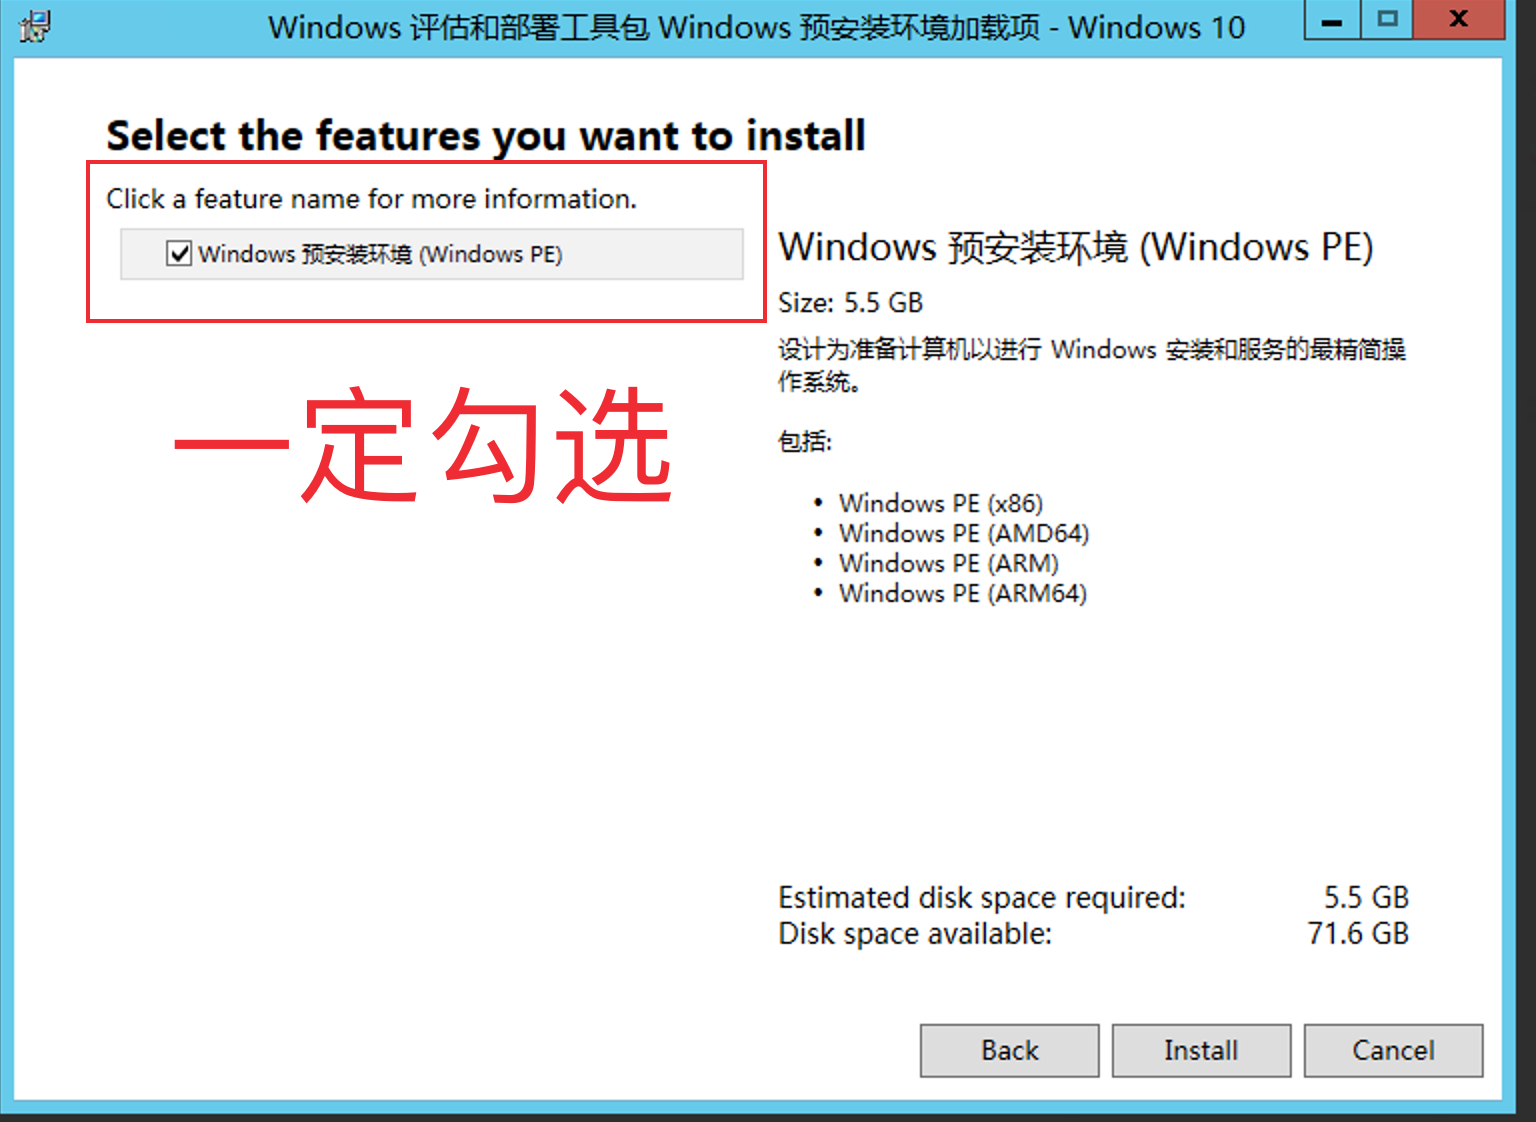 Windows 评估和部署工具包 Windows 预安装环境加载项 - Windows 10
Select the features you want to install
Click a feature name for more information.
Windows 预安装环境 (Windows PE)
一定勾选
Windows 预安装环境 (Windows PE)
Size: 5.5 GB
设计为准备计算机以进行 Windows 安装和服务的最精简操
作系统。
包括:
• Windows PE (x86)
• Windows PE (AMD64)
• Windows PE (ARM)
• Windows PE (ARM64)
Estimated disk space required: 5.5 GB
Disk space available: 71.6 GB
Back Install Cancel